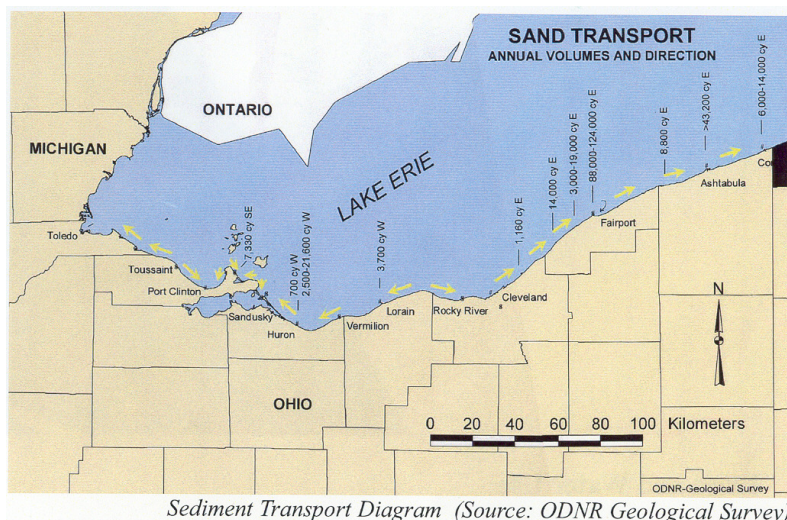 SAND TRANSPORT
ANNUAL VOLUMES AND DIRECTION
ONTARIO
MICHIGAN
LAKE ERIE
6,000-14,000 cy E
>43,200 cy E
8,800 cy E
88,000-124,000 cy E
3,000-19,000 cy E
14,000 cy E
1,160 cy E
3,700 cy W
2,500-21,600 cy W
700 cy W
7,330 cy SE
Con
Ashtabula
Fairport
Toledo
Toussaint
Port Clinton
Cleveland
Sandusky
Lorain
Rocky River
Vermilion
Huron
N
OHIO
0 20 40 60 80 100
Kilometers
ODNR-Geological Survey
Sediment Transport Diagram (Source: ODNR Geological Survey)